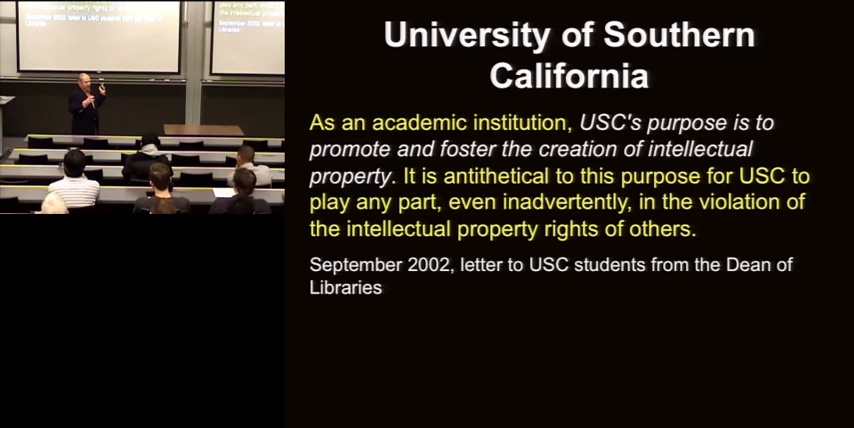 University of Southern
California
As an academic institution, USC's purpose is to
promote and foster the creation of intellectual
property. It is antithetical to this purpose for USC to
play any part, even inadvertently, in the violation of
the intellectual property rights of others.
September 2002, letter to USC students from the Dean of
Libraries